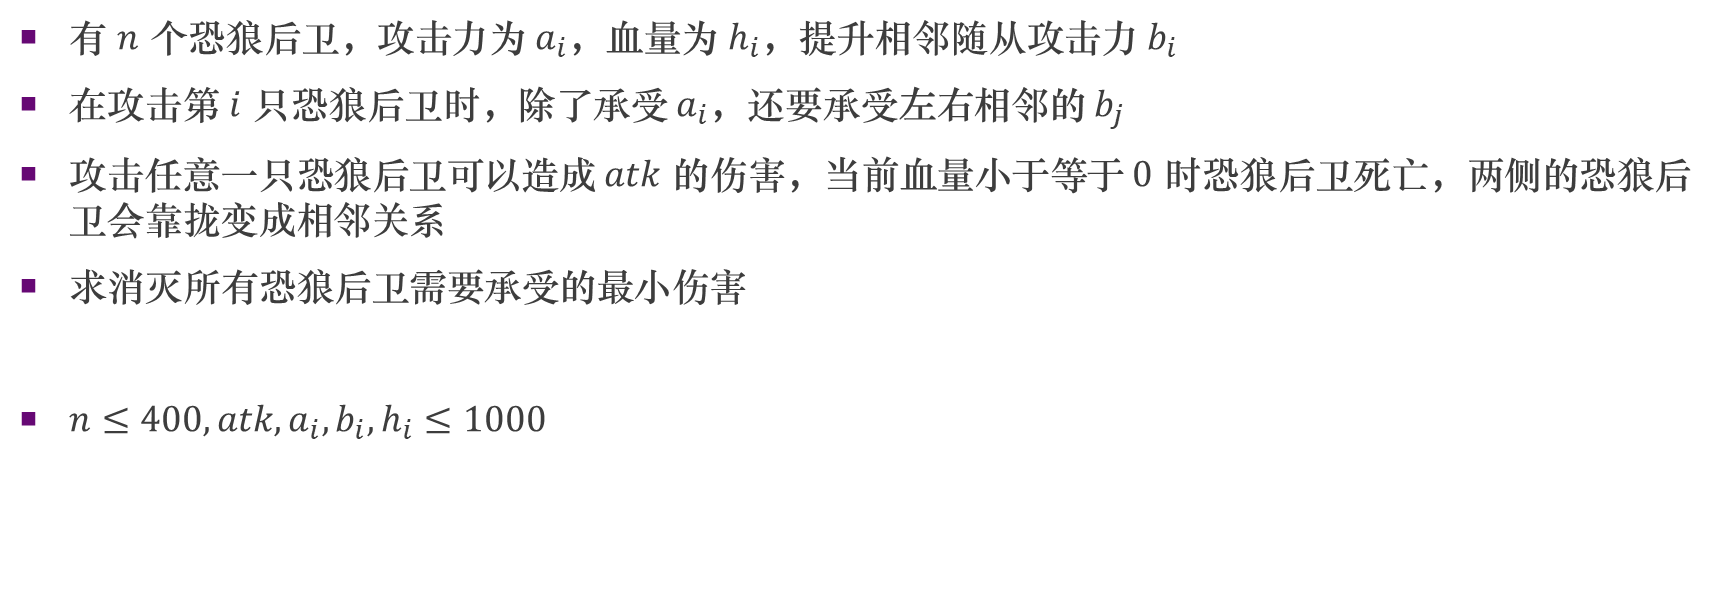 ▪ 有 n 个恐狼后卫，攻击力为 aᵢ，血量为 hᵢ，提升相邻随从攻击力 bᵢ
▪ 在攻击第 i 只恐狼后卫时，除了承受 aᵢ，还要承受左右相邻的 bⱼ
▪ 攻击任意一只恐狼后卫可以造成 atk 的伤害，当前血量小于等于 0 时恐狼后卫死亡，两侧的恐狼后
卫会靠拢变成相邻关系
▪ 求消灭所有恐狼后卫需要承受的最小伤害
▪ n ≤ 400, atk, aᵢ, bᵢ, hᵢ ≤ 1000